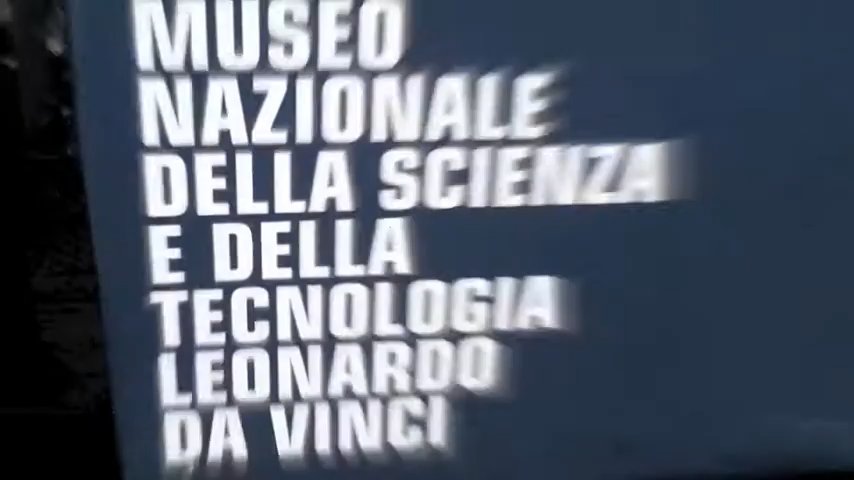 MUSEO
NAZIONALE
DELLA SCIENZA
E DELLA
TECNOLOGIA
LEONARDO
DA VINCI